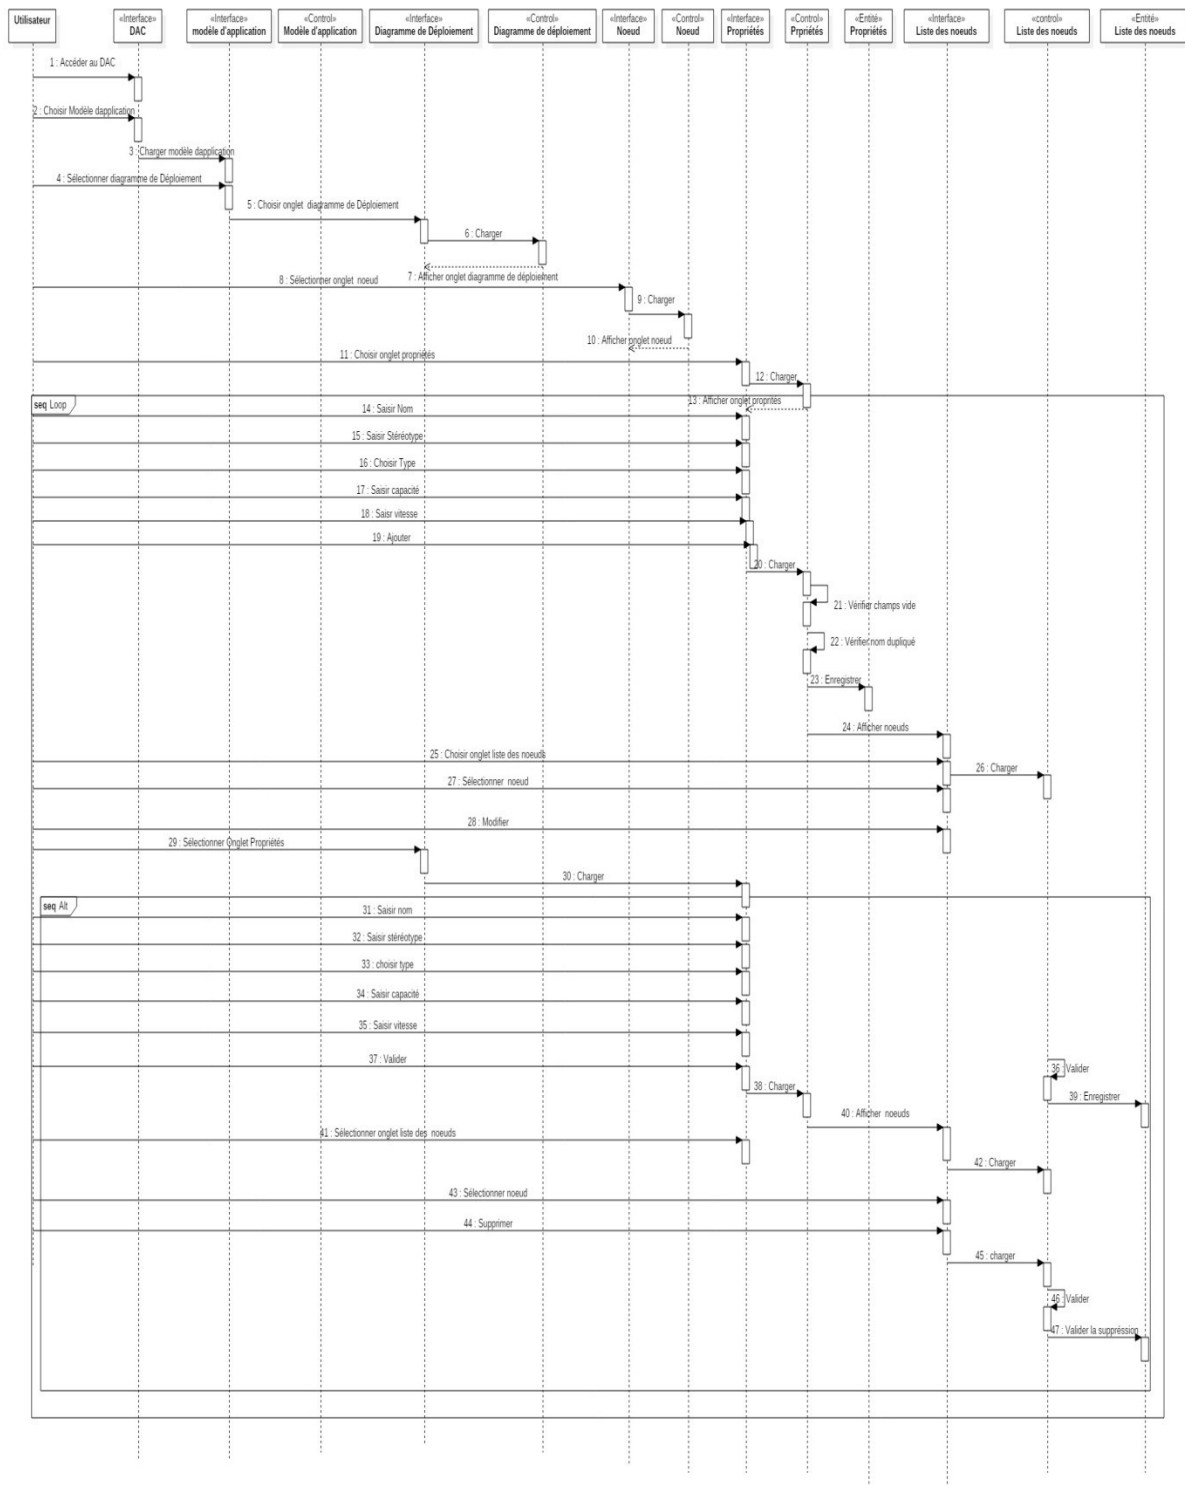 Utilisateur
«Interface»
DAC
«Interface»
modèle d'application
«Control»
Modèle d'application
«Interface»
Diagramme de Déploiement
«Control»
Diagramme de déploiement
«Interface»
Noeud
«Control»
Noeud
«Interface»
Propriétés
«Control»
Prpriétés
«Entité»
Propriétés
«Interface»
Liste des noeuds
«control»
Liste des noeuds
«Entité»
Liste des noeuds
1 : Accéder au DAC
2 : Choisir Modèle dapplication
3 : Charger modèle dapplication
4 : Sélectionner diagramme de Déploiement
5 : Choisir onglet diagramme de Déploiement
6 : Charger
7 : Afficher onglet diagramme de déploiement
8 : Sélectionner onglet noeud
9 : Charger
10 : Afficher onglet noeud
11 : Choisir onglet propriétés
12 : Charger
seq Loop
13 : Afficher onglet proprités
14 : Saisir Nom
15 : Saisir Stéréotype
16 : Choisir Type
17 : Saisir capacité
18 : Saisr vitesse
19 : Ajouter
20 : Charger
21 : Vérifier champs vide
22 : Vérifier nom dupliqué
23 : Enregistrer
24 : Afficher noeuds
25 : Choisir onglet liste des noeuds
26 : Charger
27 : Sélectionner noeud
28 : Modifier
29 : Sélectionner Onglet Propriétés
30 : Charger
seq Alt
31 : Saisir nom
32 : Saisir stéréotype
33 : choisir type
34 : Saisir capacité
35 : Saisir vitesse
37 : Valider
36 : Valider
38 : Charger
39 : Enregistrer
40 : Afficher noeuds
41 : Sélectionner onglet liste des noeuds
42 : Charger
43 : Sélectionner noeud
44 : Supprimer
45 : charger
46 : Valider
47 : Valider la suppréssion